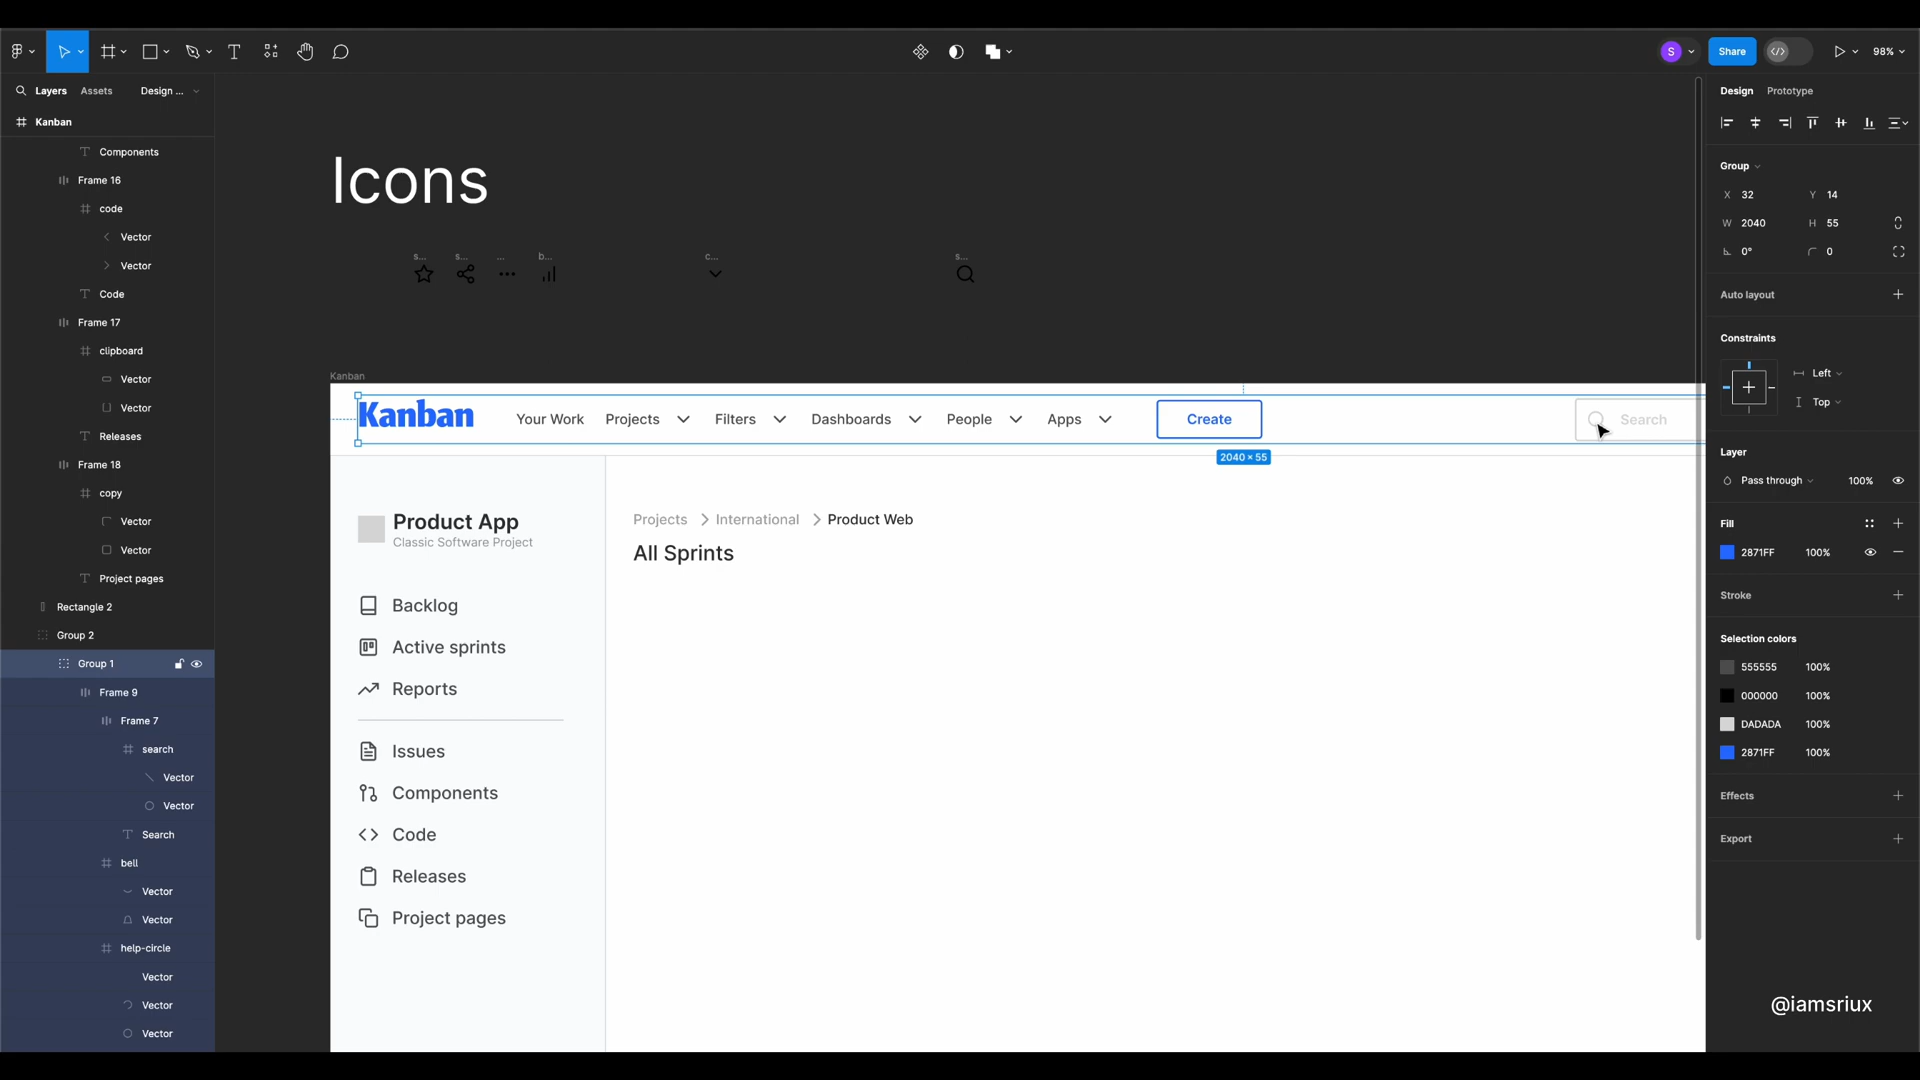 S
Share
98%
Layers
Assets
Design ...
Design
Prototype
Kanban
Components
Frame 16
code
Vector
Vector
Code
Frame 17
clipboard
Vector
Vector
Releases
Frame 18
copy
Vector
Vector
Project pages
Rectangle 2
Group 2
Group 1
Frame 9
Frame 7
search
Vector
Vector
Search
bell
Vector
Vector
help-circle
Vector
Vector
Vector
Icons
s...
s...
...
b...
c...
s...
Kanban
Kanban
Your Work
Projects
Filters
Dashboards
People
Apps
Create
Search
2040 × 55
Product App
Classic Software Project
Projects
International
Product Web
All Sprints
Backlog
Active sprints
Reports
Issues
Components
Code
Releases
Project pages
Group
X 32
Y 14
W 2040
H 55
0°
0
Auto layout
Constraints
Left
Top
Layer
Pass through
100%
Fill
2871FF 100%
Stroke
Selection colors
555555 100%
000000 100%
DADADA 100%
2871FF 100%
Effects
Export
@iamsriux